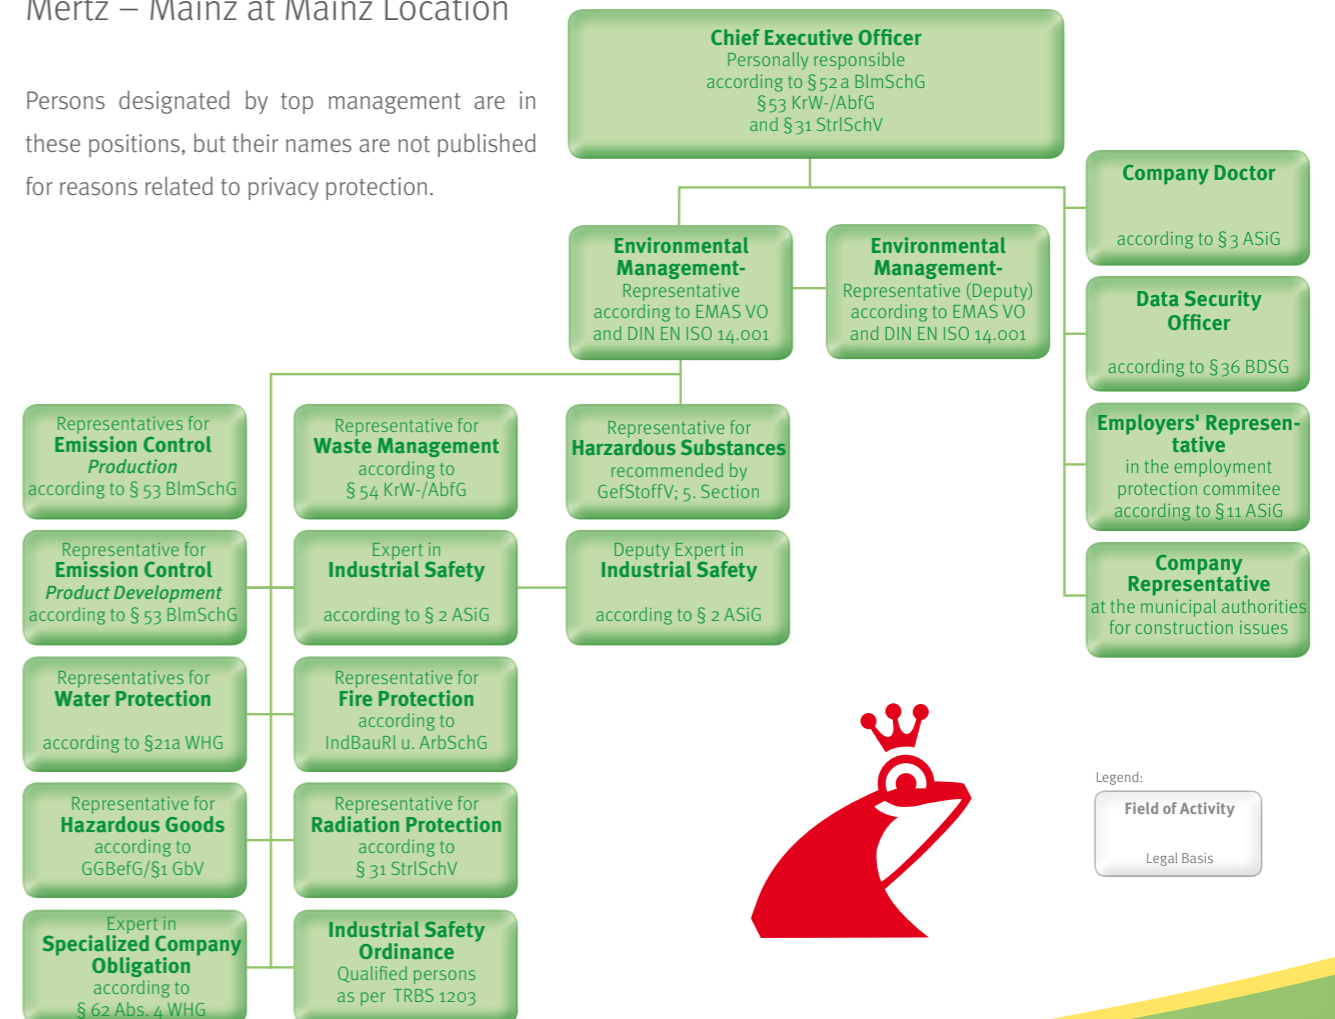 Mertz – Mainz at Mainz Location
Persons designated by top management are in
these positions, but their names are not published
for reasons related to privacy protection.
Chief Executive Officer
Personally responsible
according to § 52 a BImSchG
§ 53 KrW-/AbfG
and § 31 StrlSchV
Company Doctor
according to § 3 ASiG
Environmental
Management-
Representative
according to EMAS VO
and DIN EN ISO 14.001
Environmental
Management-
Representative (Deputy)
according to EMAS VO
and DIN EN ISO 14.001
Data Security
Officer
according to § 36 BDSG
Employers' Represen-
tative
in the employment
protection commitee
according to § 11 ASiG
Company
Representative
at the municipal authorities
for construction issues
Representatives for
Emission Control
Production
according to § 53 BImSchG
Representative for
Waste Management
according to
§ 54 KrW-/AbfG
Representative for
Harzardous Substances
recommended by
GefStoffV; 5. Section
Representative for
Emission Control
Product Development
according to § 53 BImSchG
Expert in
Industrial Safety
according to § 2 ASiG
Deputy Expert in
Industrial Safety
according to § 2 ASiG
Representatives for
Water Protection
according to §21a WHG
Representative for
Fire Protection
according to
IndBauRl u. ArbSchG
Representative for
Hazardous Goods
according to
GGBefG/§1 GbV
Representative for
Radiation Protection
according to
§ 31 StrlSchV
Expert in
Specialized Company
Obligation
according to
§ 62 Abs. 4 WHG
Industrial Safety
Ordinance
Qualified persons
as per TRBS 1203
Legend:
Field of Activity
Legal Basis